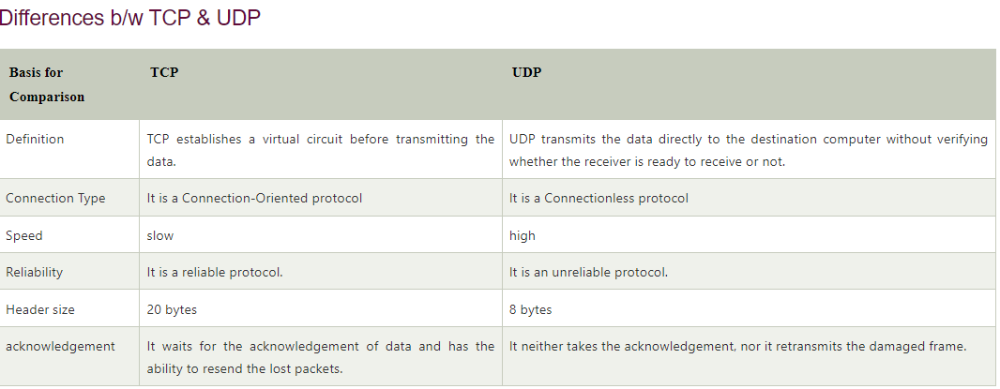 Differences b/w TCP & UDP
Basis for
Comparison
TCP
UDP
Definition
TCP establishes a virtual circuit before transmitting the
data.
UDP transmits the data directly to the destination computer without verifying
whether the receiver is ready to receive or not.
Connection Type
It is a Connection-Oriented protocol
It is a Connectionless protocol
Speed
slow
high
Reliability
It is a reliable protocol.
It is an unreliable protocol.
Header size
20 bytes
8 bytes
acknowledgement
It waits for the acknowledgement of data and has the
ability to resend the lost packets.
It neither takes the acknowledgement, nor it retransmits the damaged frame.